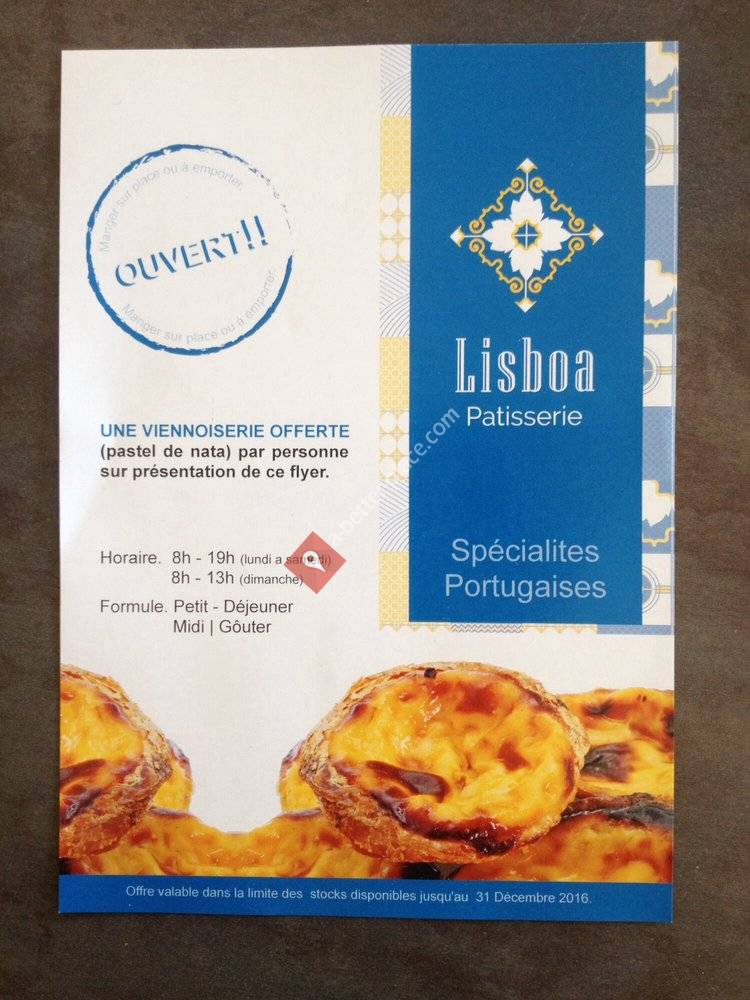 Manger sur place ou à emporter.
OUVERT!!
Manger sur place ou à emporter.
UNE VIENNOISERIE OFFERTE
(pastel de nata) par personne
sur présentation de ce flyer.
Horaire. 8h - 19h (lundi a samedi)
8h - 13h (dimanche)
Formule. Petit - Déjeuner
Midi | Gôuter
Lisboa
Patisserie
Spécialites
Portugaises
Offre valable dans la limite des stocks disponibles jusqu'au 31 Décembre 2016.